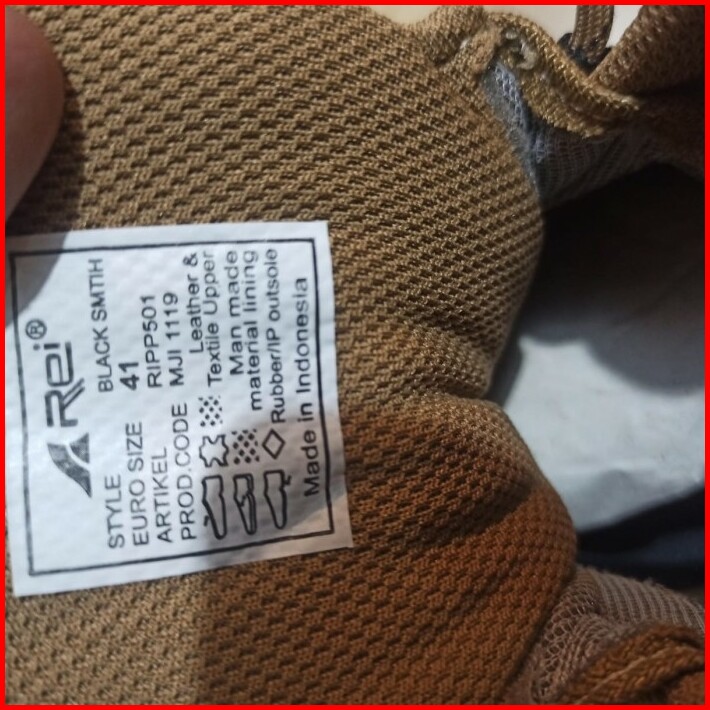 ARei®
STYLE BLACK SMTIH
EURO SIZE 41
ARTIKEL RIPP501
PROD.CODE MJI 1119
Leather &
Textile Upper
Man made
material lining
Rubber/IP outsole
Made in Indonesia